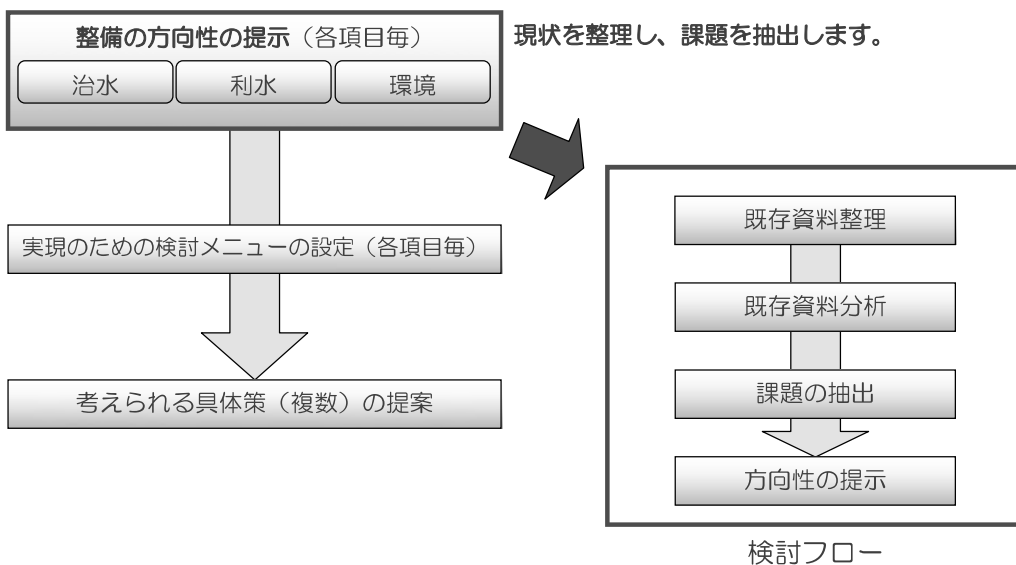 整備の方向性の提示（各項目毎）
治水
利水
環境
実現のための検討メニューの設定（各項目毎）
考えられる具体策（複数）の提案
現状を整理し、課題を抽出します。
既存資料整理
既存資料分析
課題の抽出
方向性の提示
検討フロー